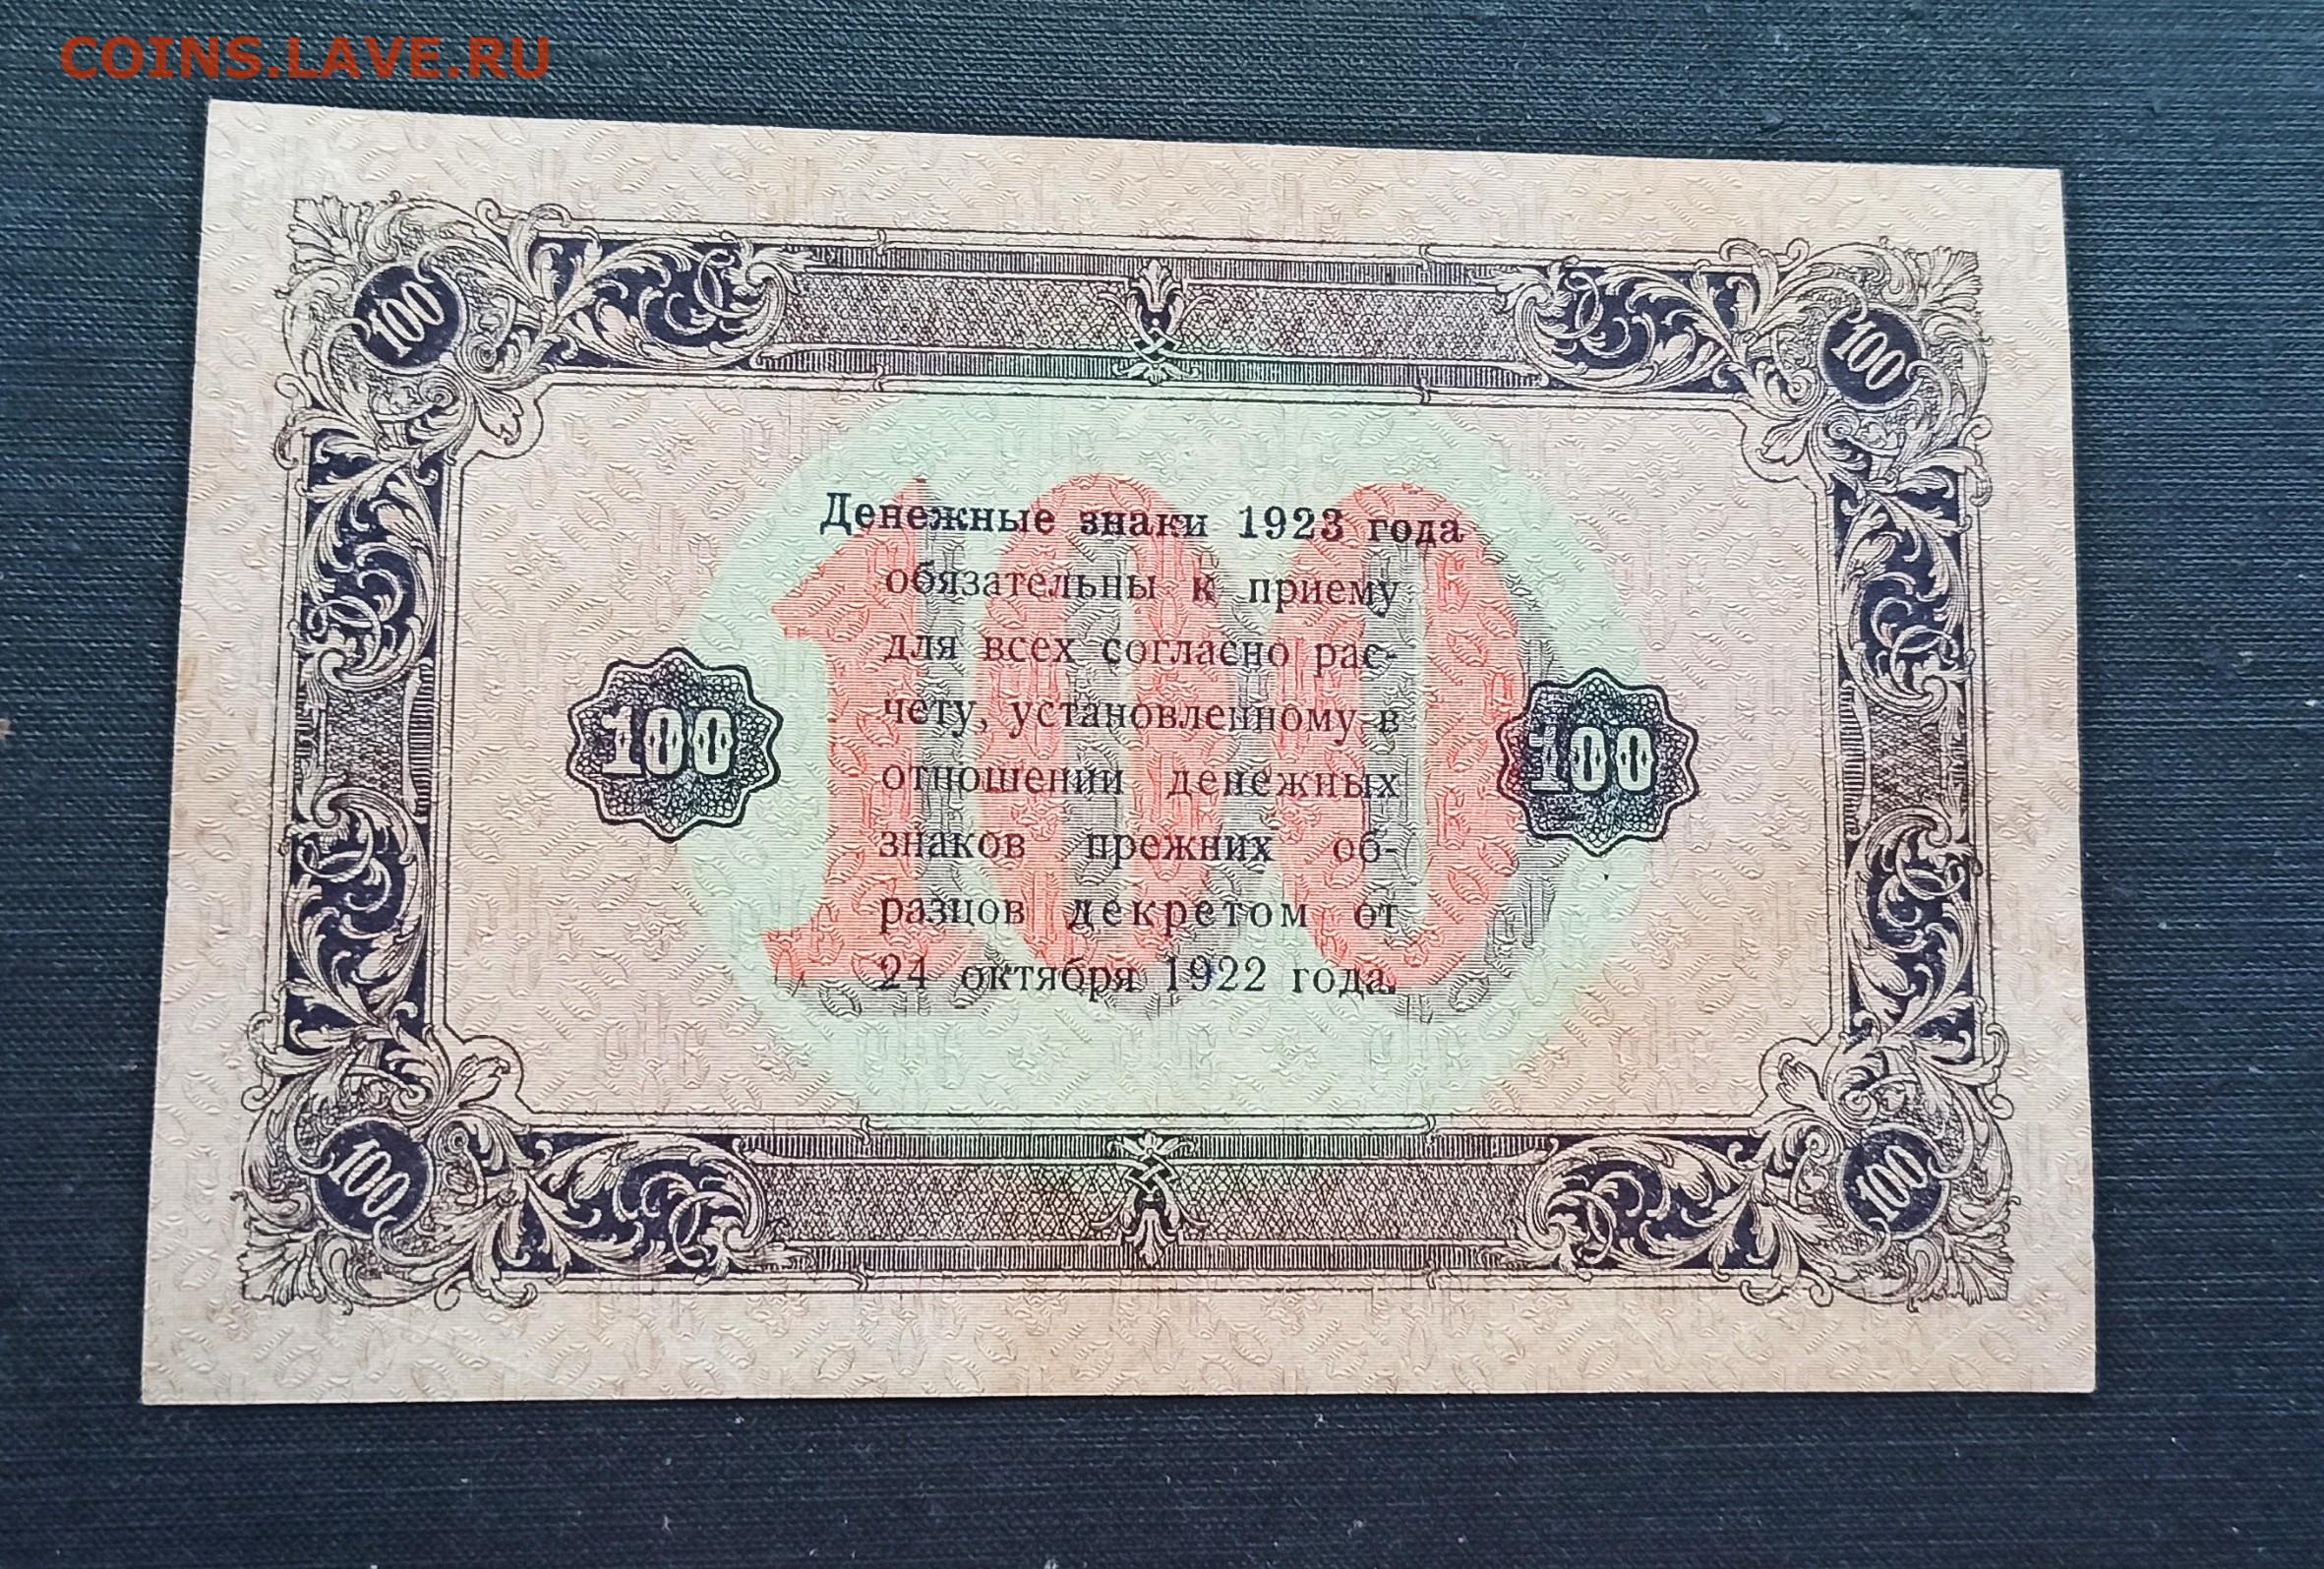 COINS.LAVE.RU
100
100
100
Денежные знаки 1923 года
обязательны к приему
для всех согласно рас-
чету, установленному в
отношении денежных
знаков прежних об-
разцов декретом от
24 октября 1922 года.
100
100
100
100